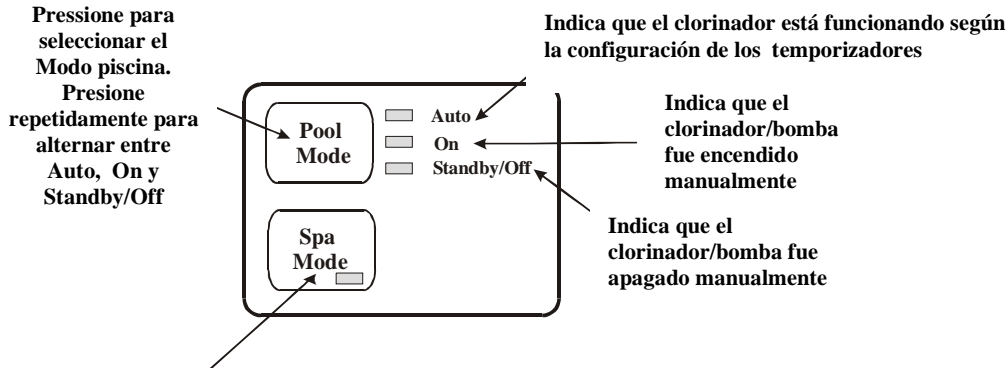 Pressione para
seleccionar el
Modo piscina.
Presione
repetidamente para
alternar entre
Auto, On y
Standby/Off
Indica que el clorinador está funcionando según
la configuración de los temporizadores
Pool
Mode
Auto
On
Standby/Off
Indica que el
clorinador/bomba
fue encendido
manualmente
Indica que el
clorinador/bomba fue
apagado manualmente
Spa
Mode